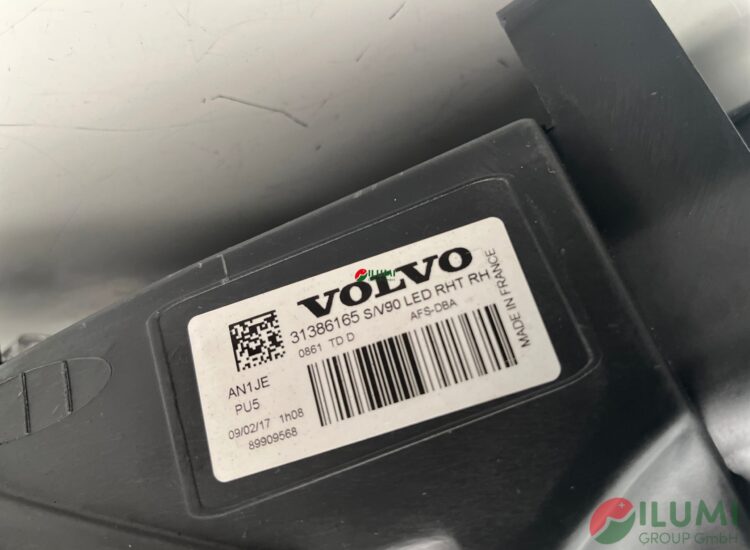 VOLVO
31386165 S/V90 LED RHT RH
0861 TD D
AFS-DBA
MADE IN FRANCE
AN1JE
PU5
09/02/17 1h08
89909568
ILUMI
ILUMI
GROUP GmbH